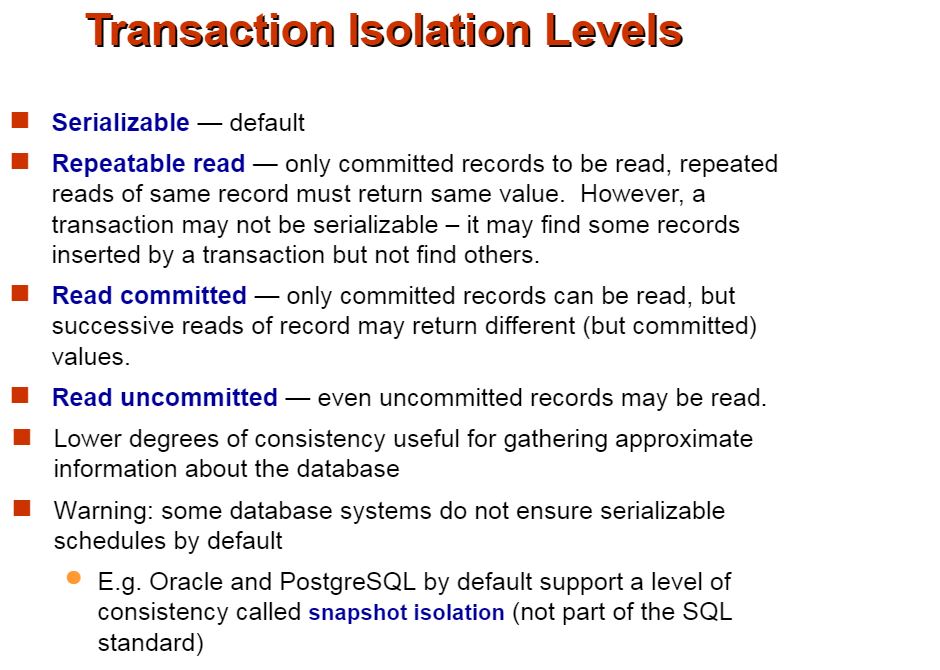 Transaction Isolation Levels
Serializable — default
Repeatable read — only committed records to be read, repeated
reads of same record must return same value.  However, a
transaction may not be serializable – it may find some records
inserted by a transaction but not find others.
Read committed — only committed records can be read, but
successive reads of record may return different (but committed)
values.
Read uncommitted — even uncommitted records may be read.
Lower degrees of consistency useful for gathering approximate
information about the database
Warning: some database systems do not ensure serializable
schedules by default
E.g. Oracle and PostgreSQL by default support a level of
consistency called snapshot isolation (not part of the SQL
standard)